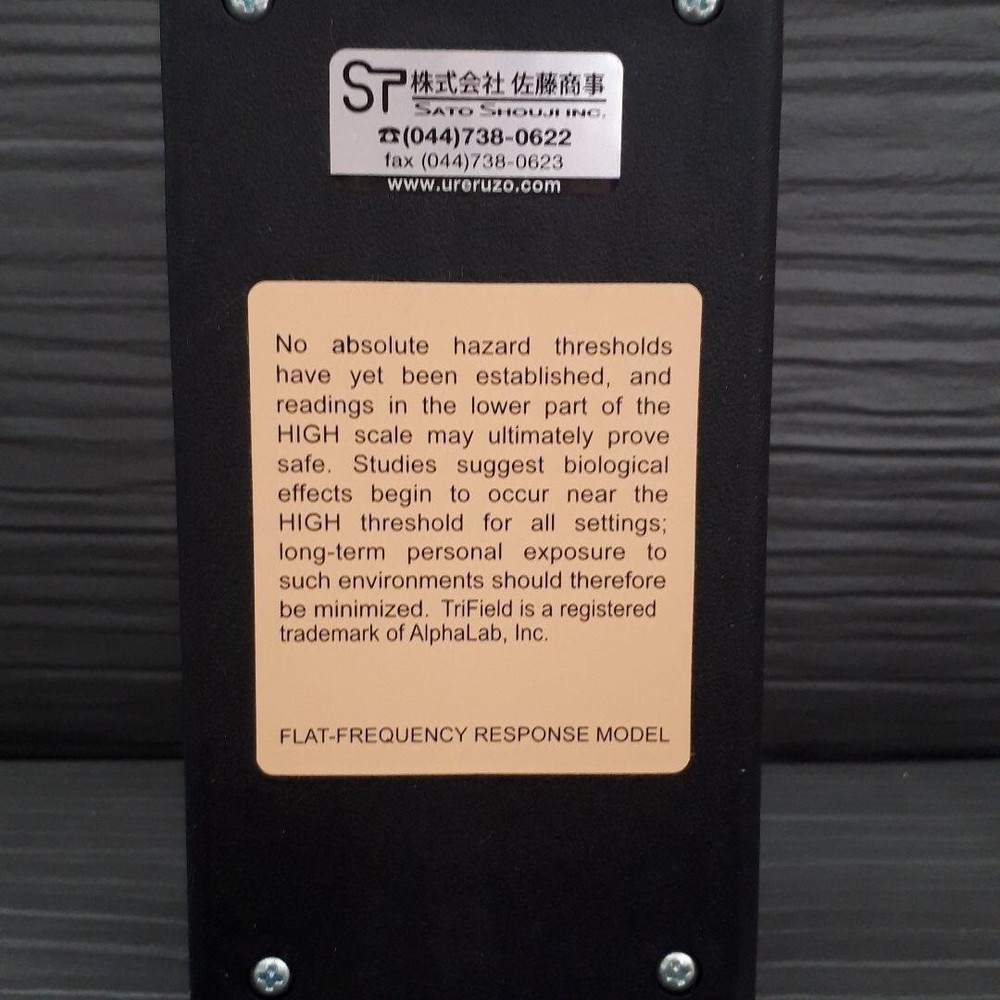 ST 株式会社 佐藤商事
SATO SHOUJI INC.
☎(044)738-0622
fax (044)738-0623
www.ureruzo.com
No absolute hazard thresholds
have yet been established, and
readings in the lower part of the
HIGH scale may ultimately prove
safe. Studies suggest biological
effects begin to occur near the
HIGH threshold for all settings;
long-term personal exposure to
such environments should therefore
be minimized. TriField is a registered
trademark of AlphaLab, Inc.
FLAT-FREQUENCY RESPONSE MODEL